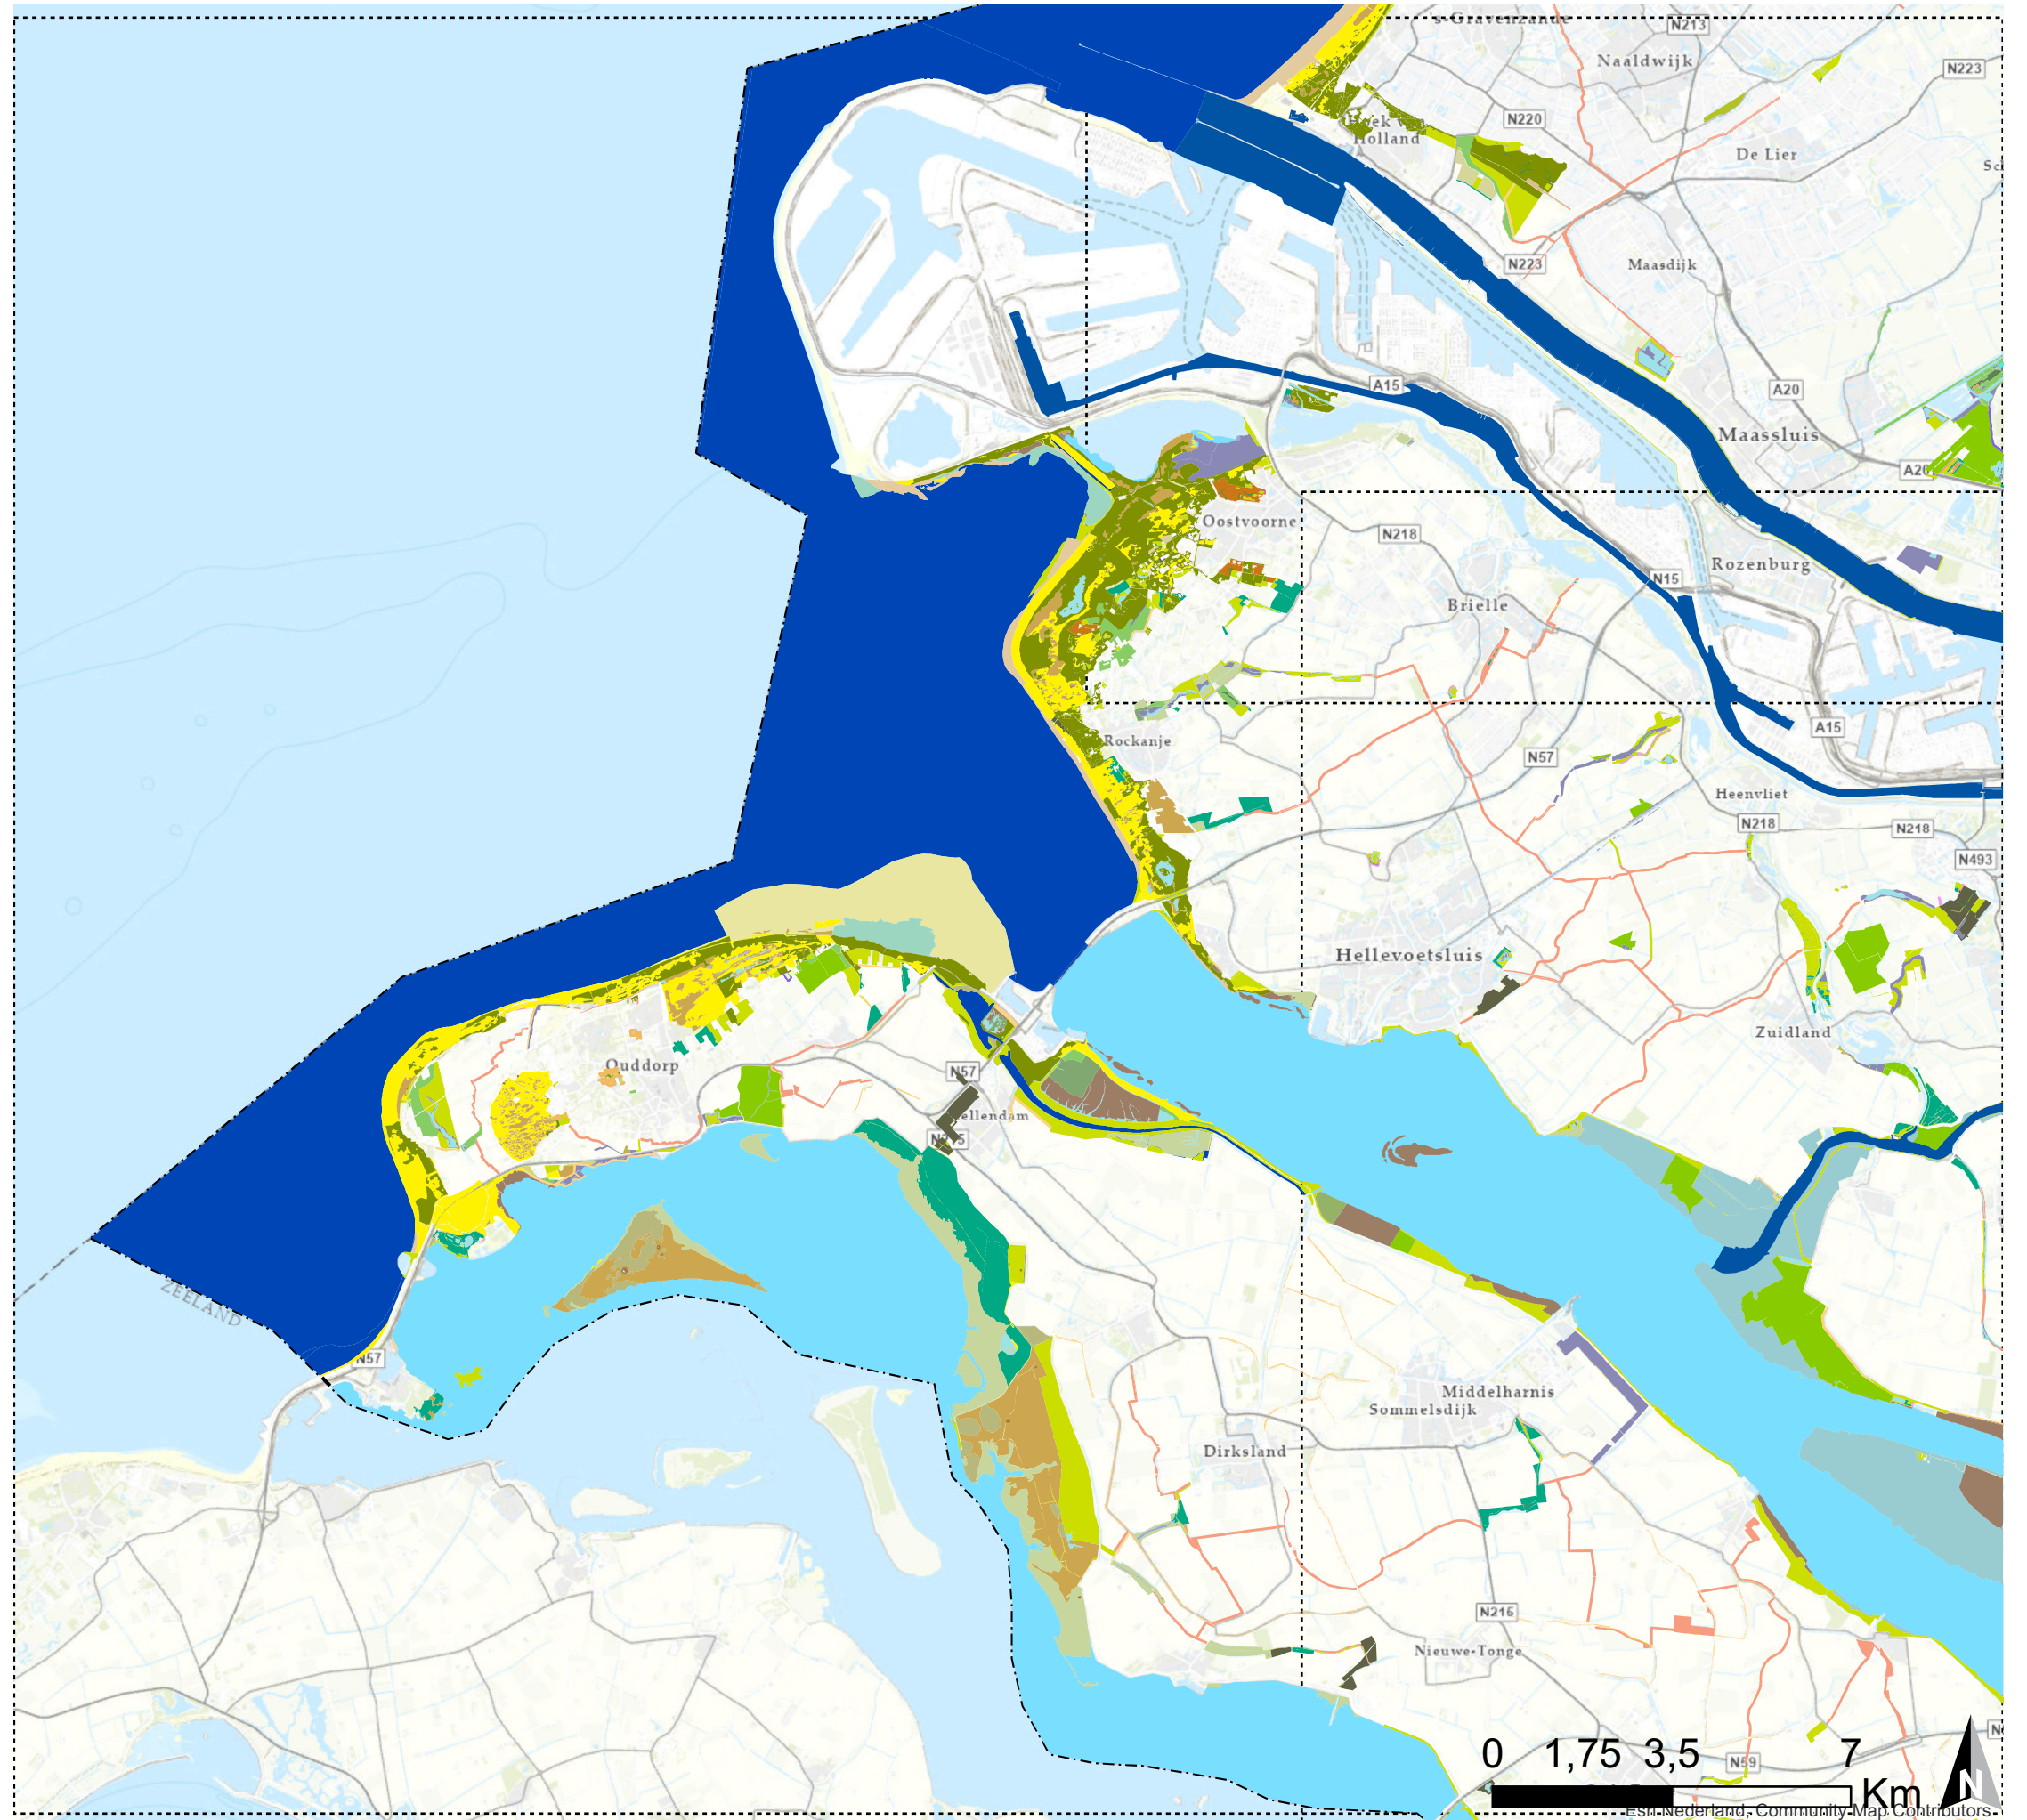 's-Gravenzande
N213
Naaldwijk
N223
N220
Hoek van
Holland
De Lier
N223
Maasdijk
A15
A20
Maassluis
A20
Oostvoorne
N218
N15
Rozenburg
Brielle
Rockanje
A15
N57
Heenvliet
N218
N218
N493
Hellevoetsluis
Zuidland
Ouddorp
N57
ellendam
ZEELAND
N57
Middelharnis
Sommelsdijk
Dirksland
N215
Nieuwe-Tonge
0 1,75 3,5 7
Km
N
N59
Esri Nederland, Community Map Contributors